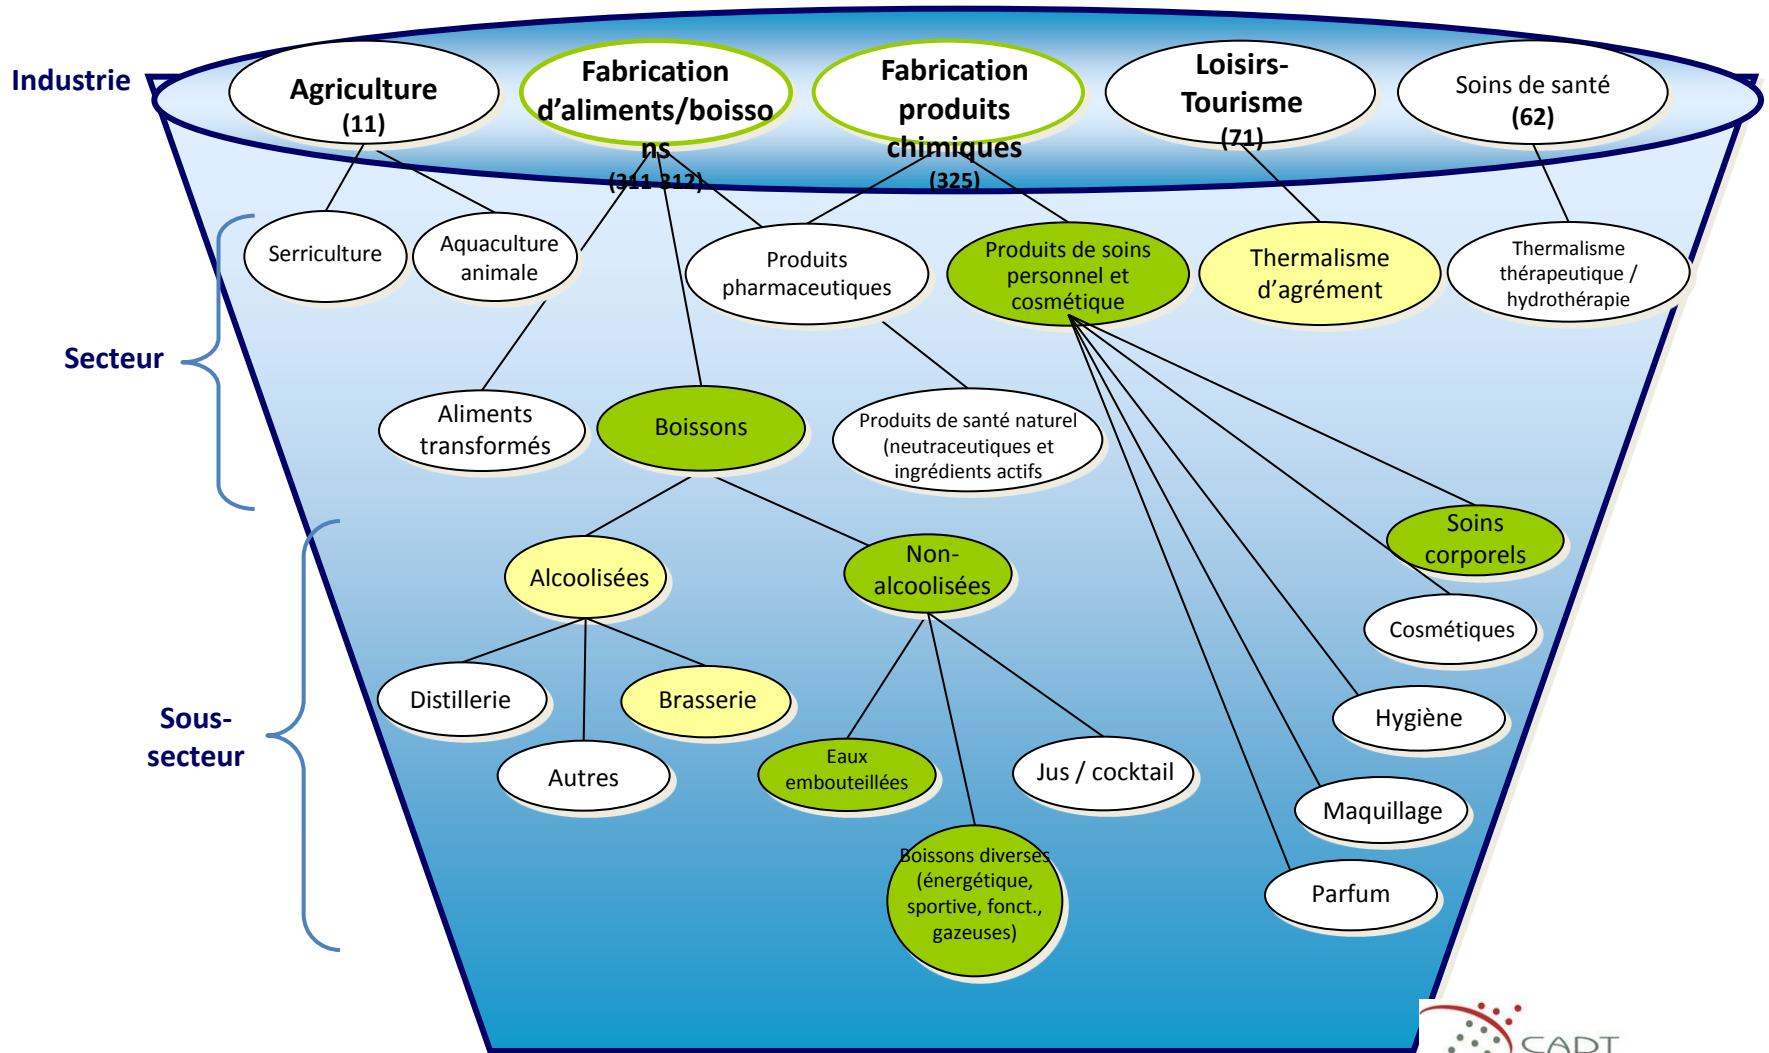 Industrie
Agriculture
(11)
Fabrication
d’aliments/boisso
ns
(311-312)
Fabrication
produits
chimiques
(325)
Loisirs-
Tourisme
(71)
Soins de santé
(62)
Secteur
Serriculture
Aquaculture
animale
Produits
pharmaceutiques
Produits de soins
personnel et
cosmétique
Thermalisme
d’agrément
Thermalisme
thérapeutique /
hydrothérapie
Aliments
transformés
Boissons
Produits de santé naturel
(neutraceutiques et
ingrédients actifs
Sous-
secteur
Alcoolisées
Non-
alcoolisées
Soins
corporels
Cosmétiques
Distillerie
Brasserie
Hygiène
Autres
Eaux
embouteillées
Jus / cocktail
Maquillage
Boissons diverses
(énergétique,
sportive, fonct.,
gazeuses)
Parfum
CADT